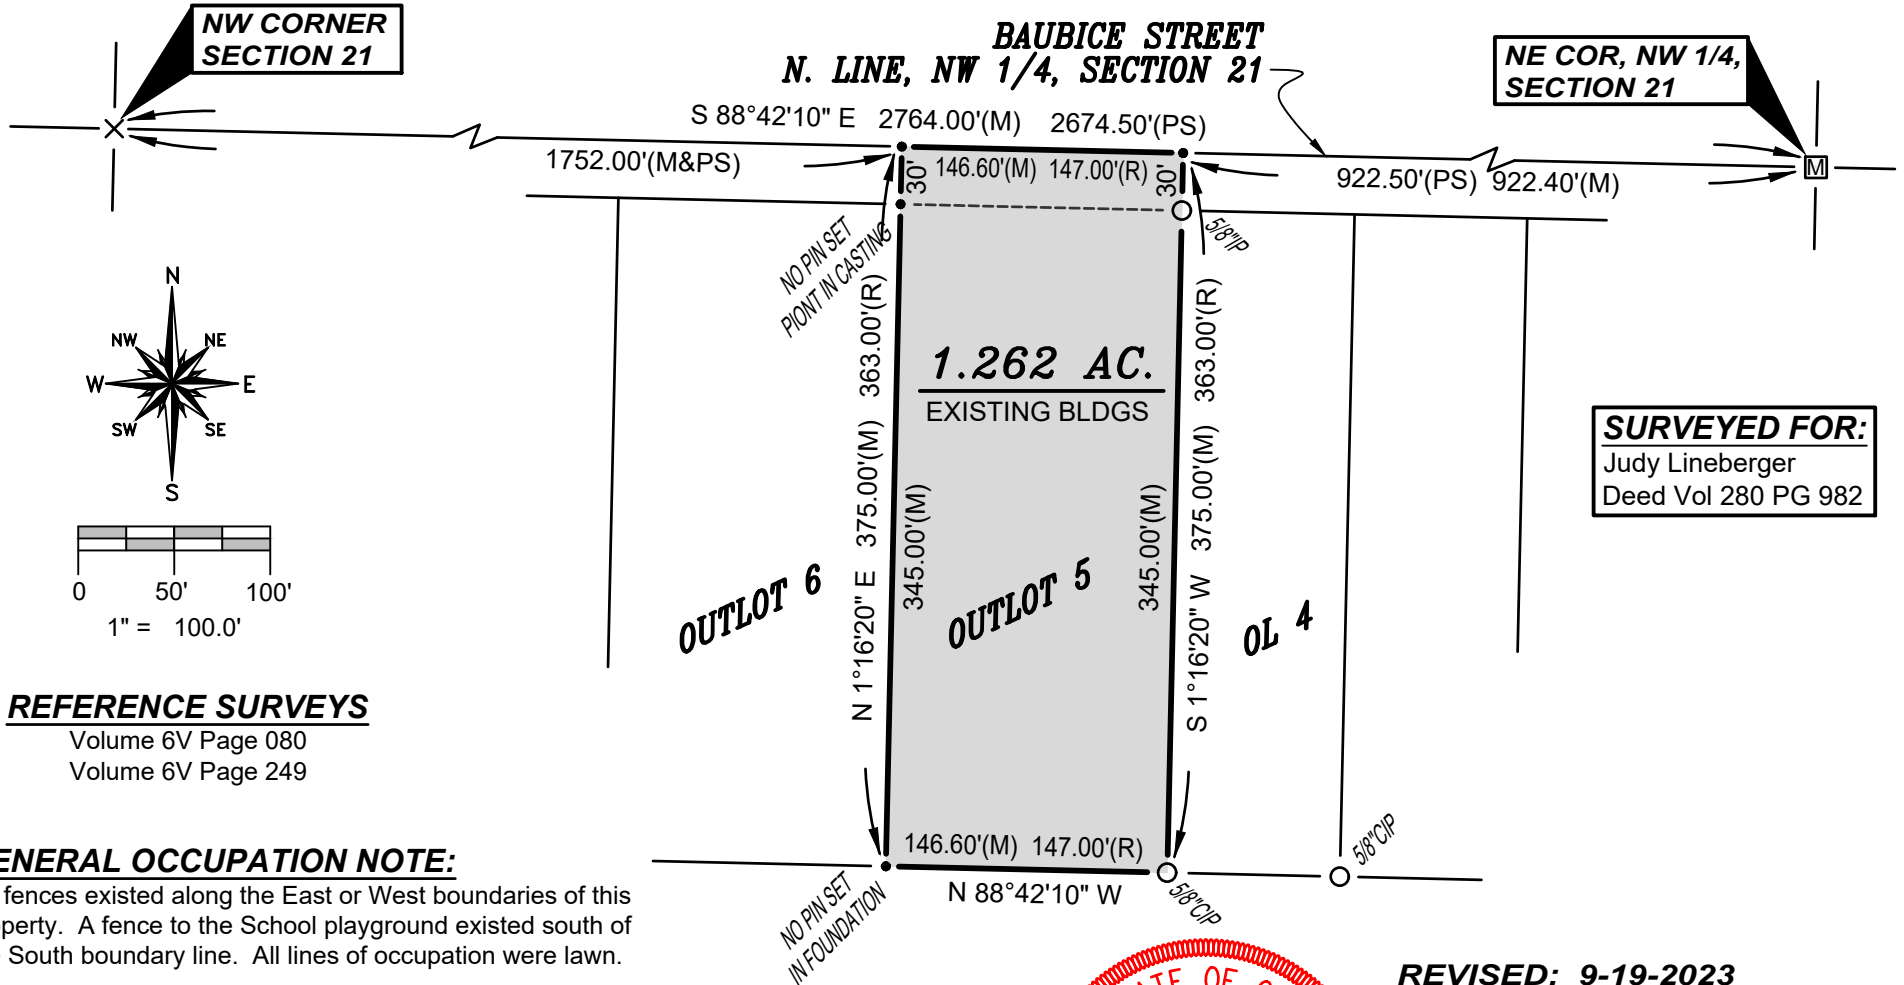 NW CORNER
SECTION 21
BAUBICE STREET
N. LINE, NW 1/4, SECTION 21
NE COR, NW 1/4,
SECTION 21
S 88°42'10" E 2764.00'(M) 2674.50'(PS)
1752.00'(M&PS)
146.60'(M) 147.00'(R)
30'
30'
922.50'(PS) 922.40'(M)
M
NO PIN SET
PIONT IN CASTING
5/8"IP
N
NW
NE
W
E
SW
SE
S
1.262 AC.
EXISTING BLDGS
N 1°16'20" E 375.00'(M) 363.00'(R)
345.00'(M)
345.00'(M)
S 1°16'20" W 375.00'(M) 363.00'(R)
SURVEYED FOR:
Judy Lineberger
Deed Vol 280 PG 982
0 50' 100'
1" = 100.0'
OUTLOT 6
OUTLOT 5
OL 4
REFERENCE SURVEYS
Volume 6V Page 080
Volume 6V Page 249
146.60'(M) 147.00'(R)
N 88°42'10" W
5/8"CIP
5/8"CIP
NO PIN SET
IN FOUNDATION
ENERAL OCCUPATION NOTE:
fences existed along the East or West boundaries of this
operty. A fence to the School playground existed south of
South boundary line. All lines of occupation were lawn.
TE OF
REVISED: 9-19-2023